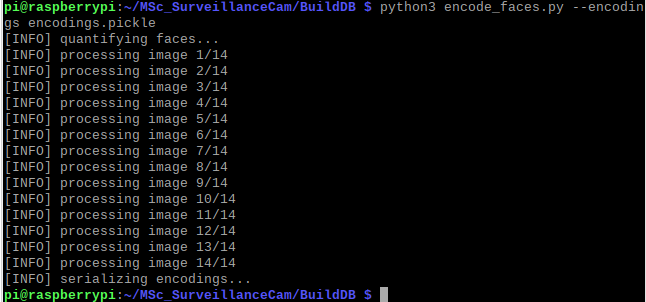 pi@raspberrypi:~/MSc_SurveillanceCam/BuildDB $ python3 encode_faces.py --encodin
gs encodings.pickle
[INFO] quantifying faces...
[INFO] processing image 1/14
[INFO] processing image 2/14
[INFO] processing image 3/14
[INFO] processing image 4/14
[INFO] processing image 5/14
[INFO] processing image 6/14
[INFO] processing image 7/14
[INFO] processing image 8/14
[INFO] processing image 9/14
[INFO] processing image 10/14
[INFO] processing image 11/14
[INFO] processing image 12/14
[INFO] processing image 13/14
[INFO] processing image 14/14
[INFO] serializing encodings...
pi@raspberrypi:~/MSc_SurveillanceCam/BuildDB $